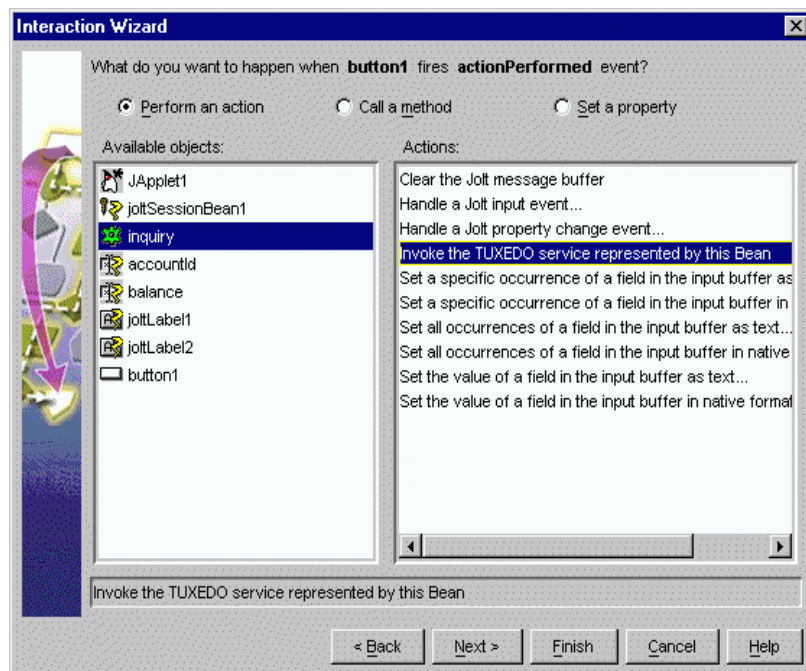 Interaction Wizard
What do you want to happen when button1 fires actionPerformed event?
Perform an action
Call a method
Set a property
Available objects:
JApplet1
joltSessionBean1
inquiry
accountId
balance
joltLabel1
joltLabel2
button1
Actions:
Clear the Jolt message buffer
Handle a Jolt input event...
Handle a Jolt property change event...
Invoke the TUXEDO service represented by this Bean
Set a specific occurrence of a field in the input buffer as
Set a specific occurrence of a field in the input buffer in
Set all occurrences of a field in the input buffer as text...
Set all occurrences of a field in the input buffer in native
Set the value of a field in the input buffer as text...
Set the value of a field in the input buffer in native format
Invoke the TUXEDO service represented by this Bean
< Back
Next >
Finish
Cancel
Help